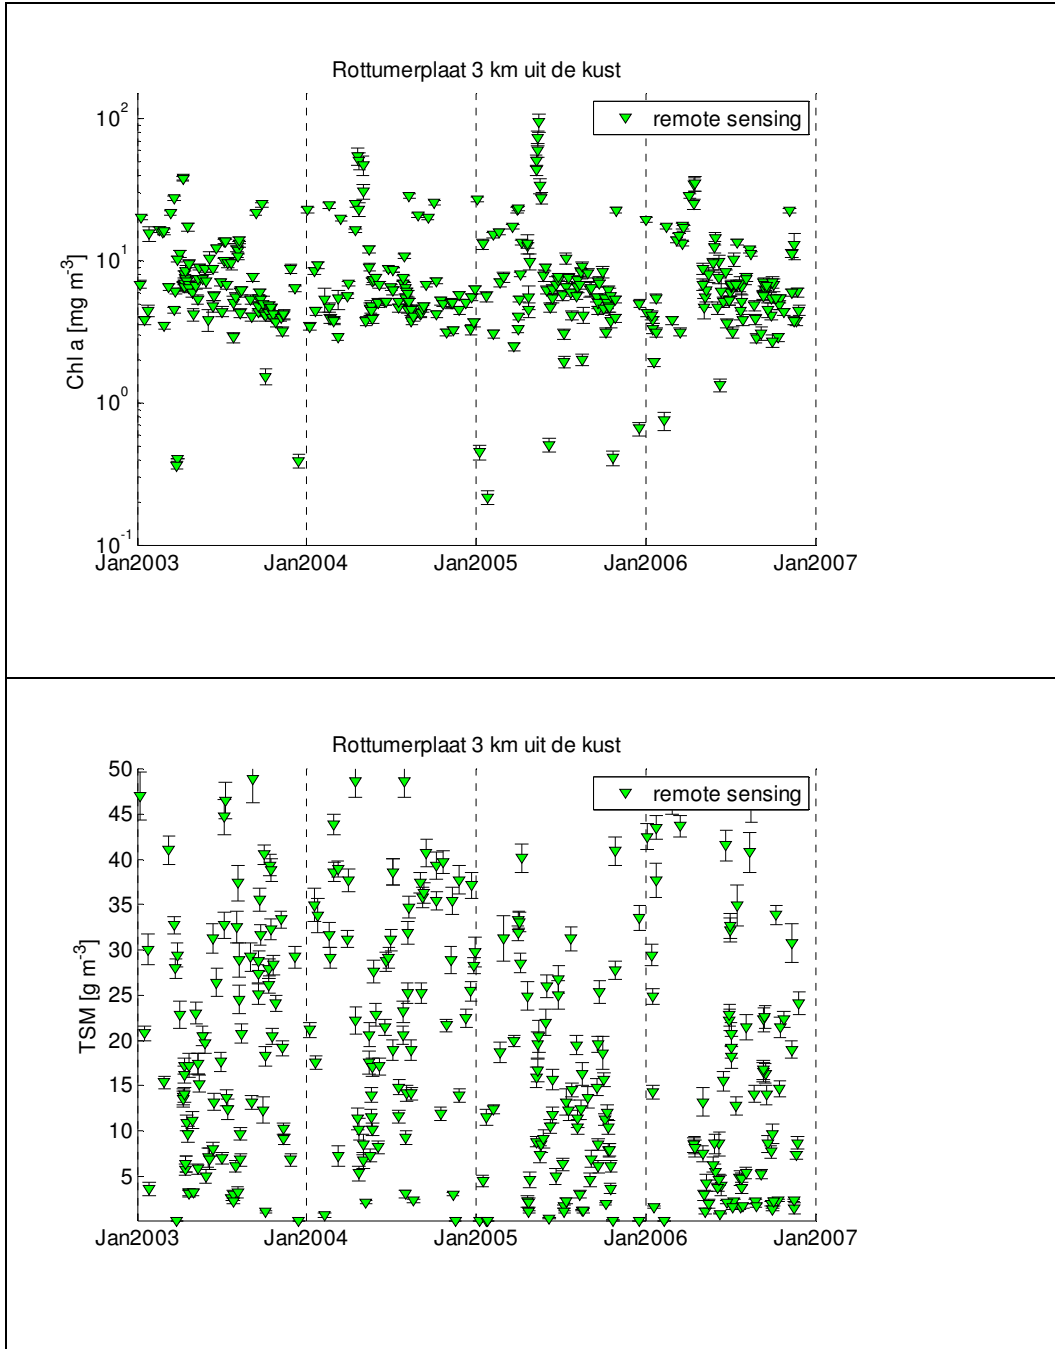 Rottumerplaat 3 km uit de kust
remote sensing
Chl a [mg m-3]
10^2
10^1
10^0
10^-1
Jan2003 Jan2004 Jan2005 Jan2006 Jan2007
Rottumerplaat 3 km uit de kust
remote sensing
TSM [g m-3]
50
45
40
35
30
25
20
15
10
5
Jan2003 Jan2004 Jan2005 Jan2006 Jan2007